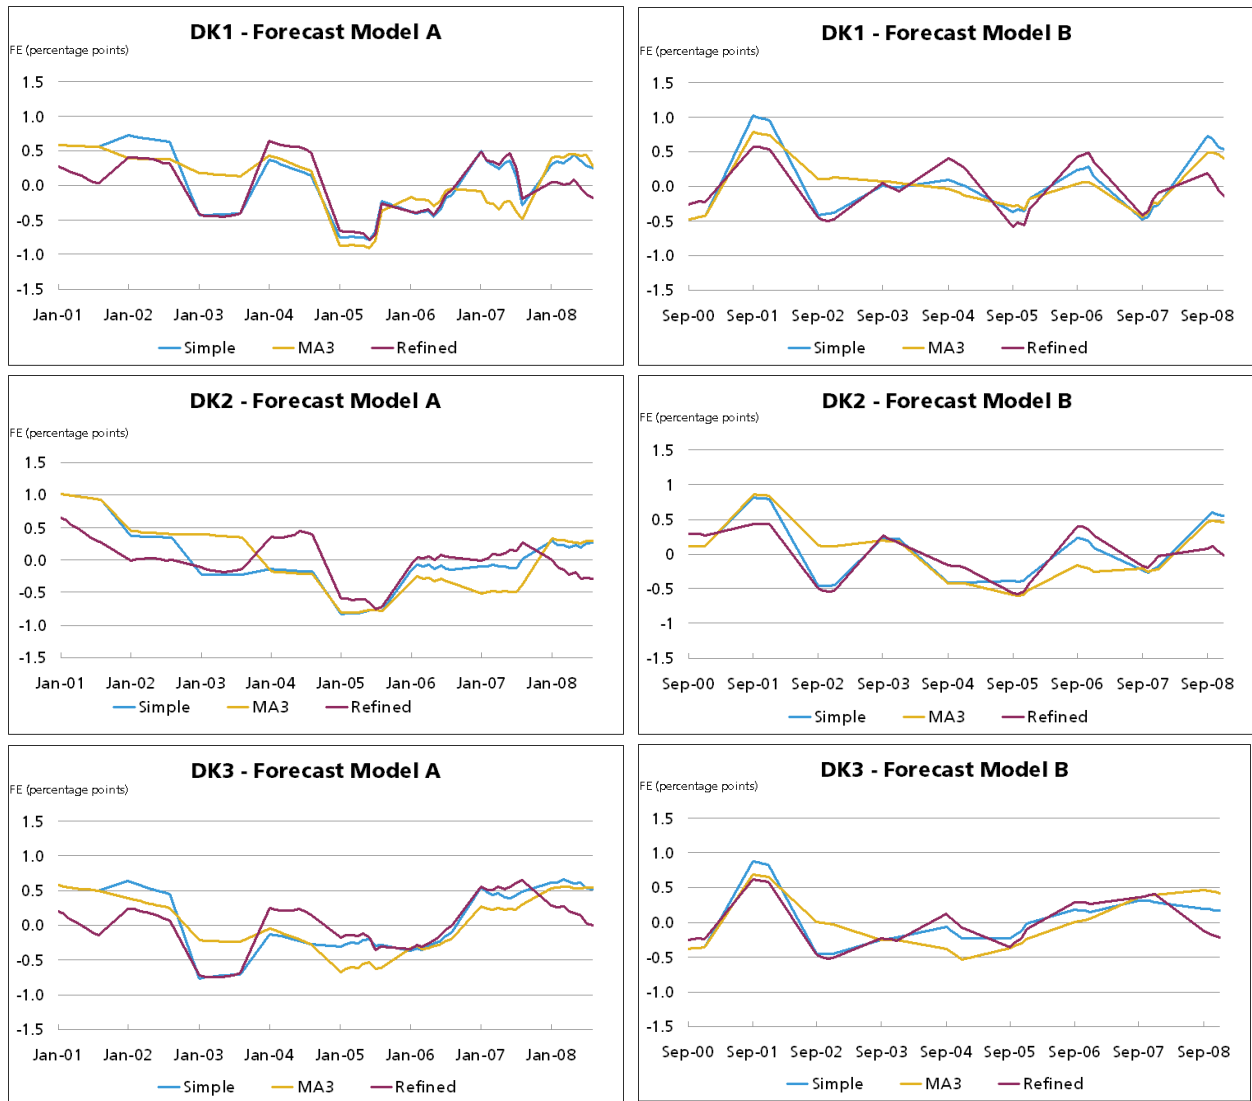 DK1 - Forecast Model A
FE (percentage points)
1.5
1.0
0.5
0.0
-0.5
-1.0
-1.5
Jan-01 Jan-02 Jan-03 Jan-04 Jan-05 Jan-06 Jan-07 Jan-08
Simple MA3 Refined
DK1 - Forecast Model B
FE (percentage points)
1.5
1.0
0.5
0.0
-0.5
-1.0
-1.5
Sep-00 Sep-01 Sep-02 Sep-03 Sep-04 Sep-05 Sep-06 Sep-07 Sep-08
Simple MA3 Refined
DK2 - Forecast Model A
FE (percentage points)
1.5
1.0
0.5
0.0
-0.5
-1.0
-1.5
Jan-01 Jan-02 Jan-03 Jan-04 Jan-05 Jan-06 Jan-07 Jan-08
Simple MA3 Refined
DK2 - Forecast Model B
FE (percentage points)
1.5
1
0.5
0
-0.5
-1
-1.5
Sep-00 Sep-01 Sep-02 Sep-03 Sep-04 Sep-05 Sep-06 Sep-07 Sep-08
Simple MA3 Refined
DK3 - Forecast Model A
FE (percentage points)
1.5
1.0
0.5
0.0
-0.5
-1.0
-1.5
Jan-01 Jan-02 Jan-03 Jan-04 Jan-05 Jan-06 Jan-07 Jan-08
Simple MA3 Refined
DK3 - Forecast Model B
FE (percentage points)
1.5
1.0
0.5
0.0
-0.5
-1.0
-1.5
Sep-00 Sep-01 Sep-02 Sep-03 Sep-04 Sep-05 Sep-06 Sep-07 Sep-08
Simple MA3 Refined